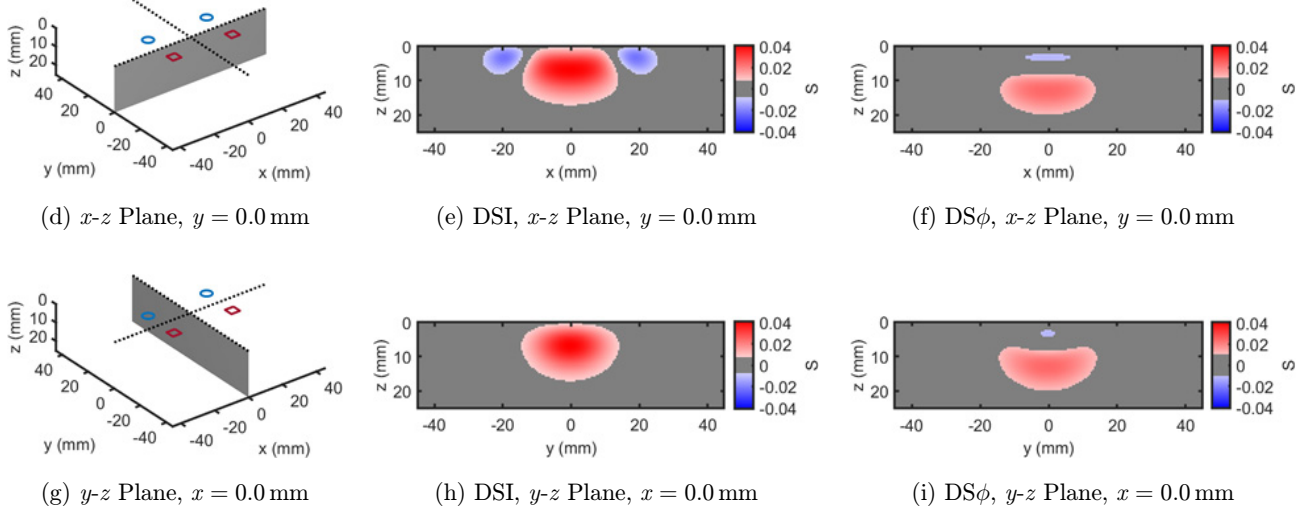 0
10
20
z (mm)
40
20
0
-20
-40
y (mm)
-40
-20
0
20
40
x (mm)
0
10
20
z (mm)
-40 -20 0 20 40
x (mm)
0.04
0.02
0
-0.02
-0.04
S
0
10
20
z (mm)
-40 -20 0 20 40
x (mm)
0.04
0.02
0
-0.02
-0.04
S
(d) x-z Plane, y = 0.0 mm
(e) DSI, x-z Plane, y = 0.0 mm
(f) DSϕ, x-z Plane, y = 0.0 mm
0
10
20
z (mm)
40
20
0
-20
-40
y (mm)
-40
-20
0
20
40
x (mm)
0
10
20
z (mm)
-40 -20 0 20 40
y (mm)
0.04
0.02
0
-0.02
-0.04
S
0
10
20
z (mm)
-40 -20 0 20 40
y (mm)
0.04
0.02
0
-0.02
-0.04
S
(g) y-z Plane, x = 0.0 mm
(h) DSI, y-z Plane, x = 0.0 mm
(i) DSϕ, y-z Plane, x = 0.0 mm